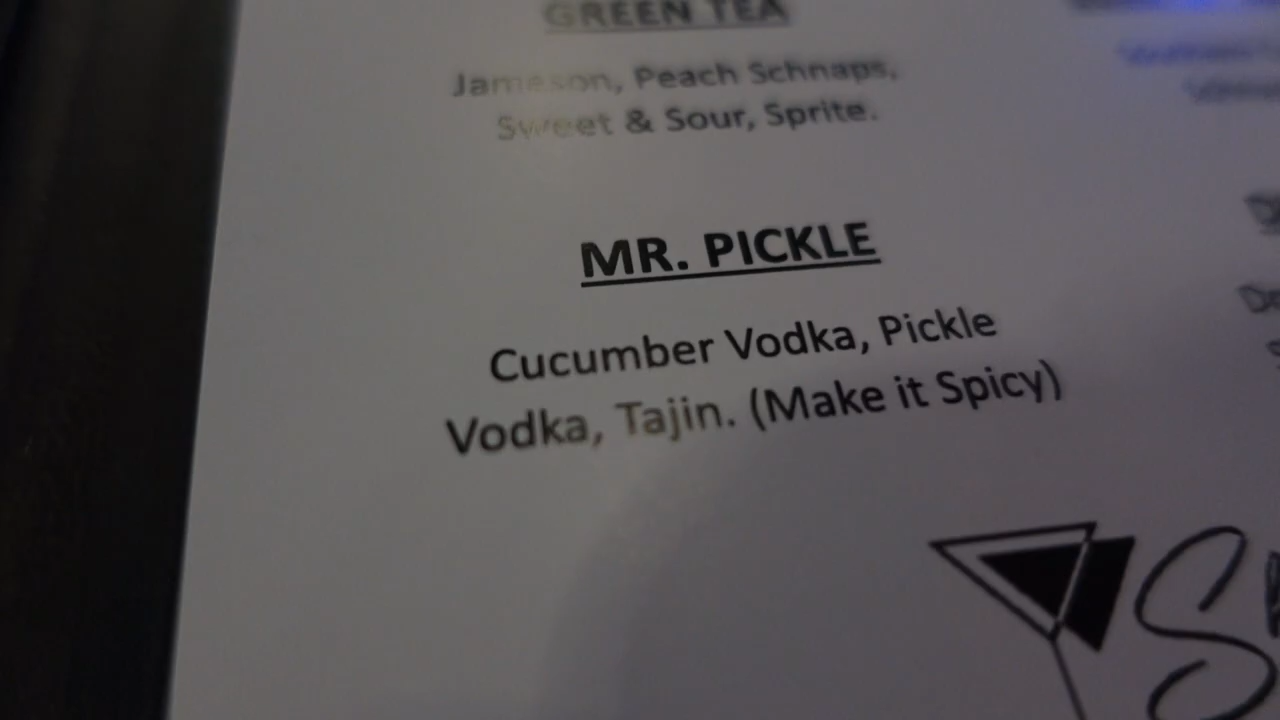 GREEN TEA
Jameson, Peach Schnaps,
Sweet & Sour, Sprite.
MR. PICKLE
Cucumber Vodka, Pickle
Vodka, Tajin. (Make it Spicy)